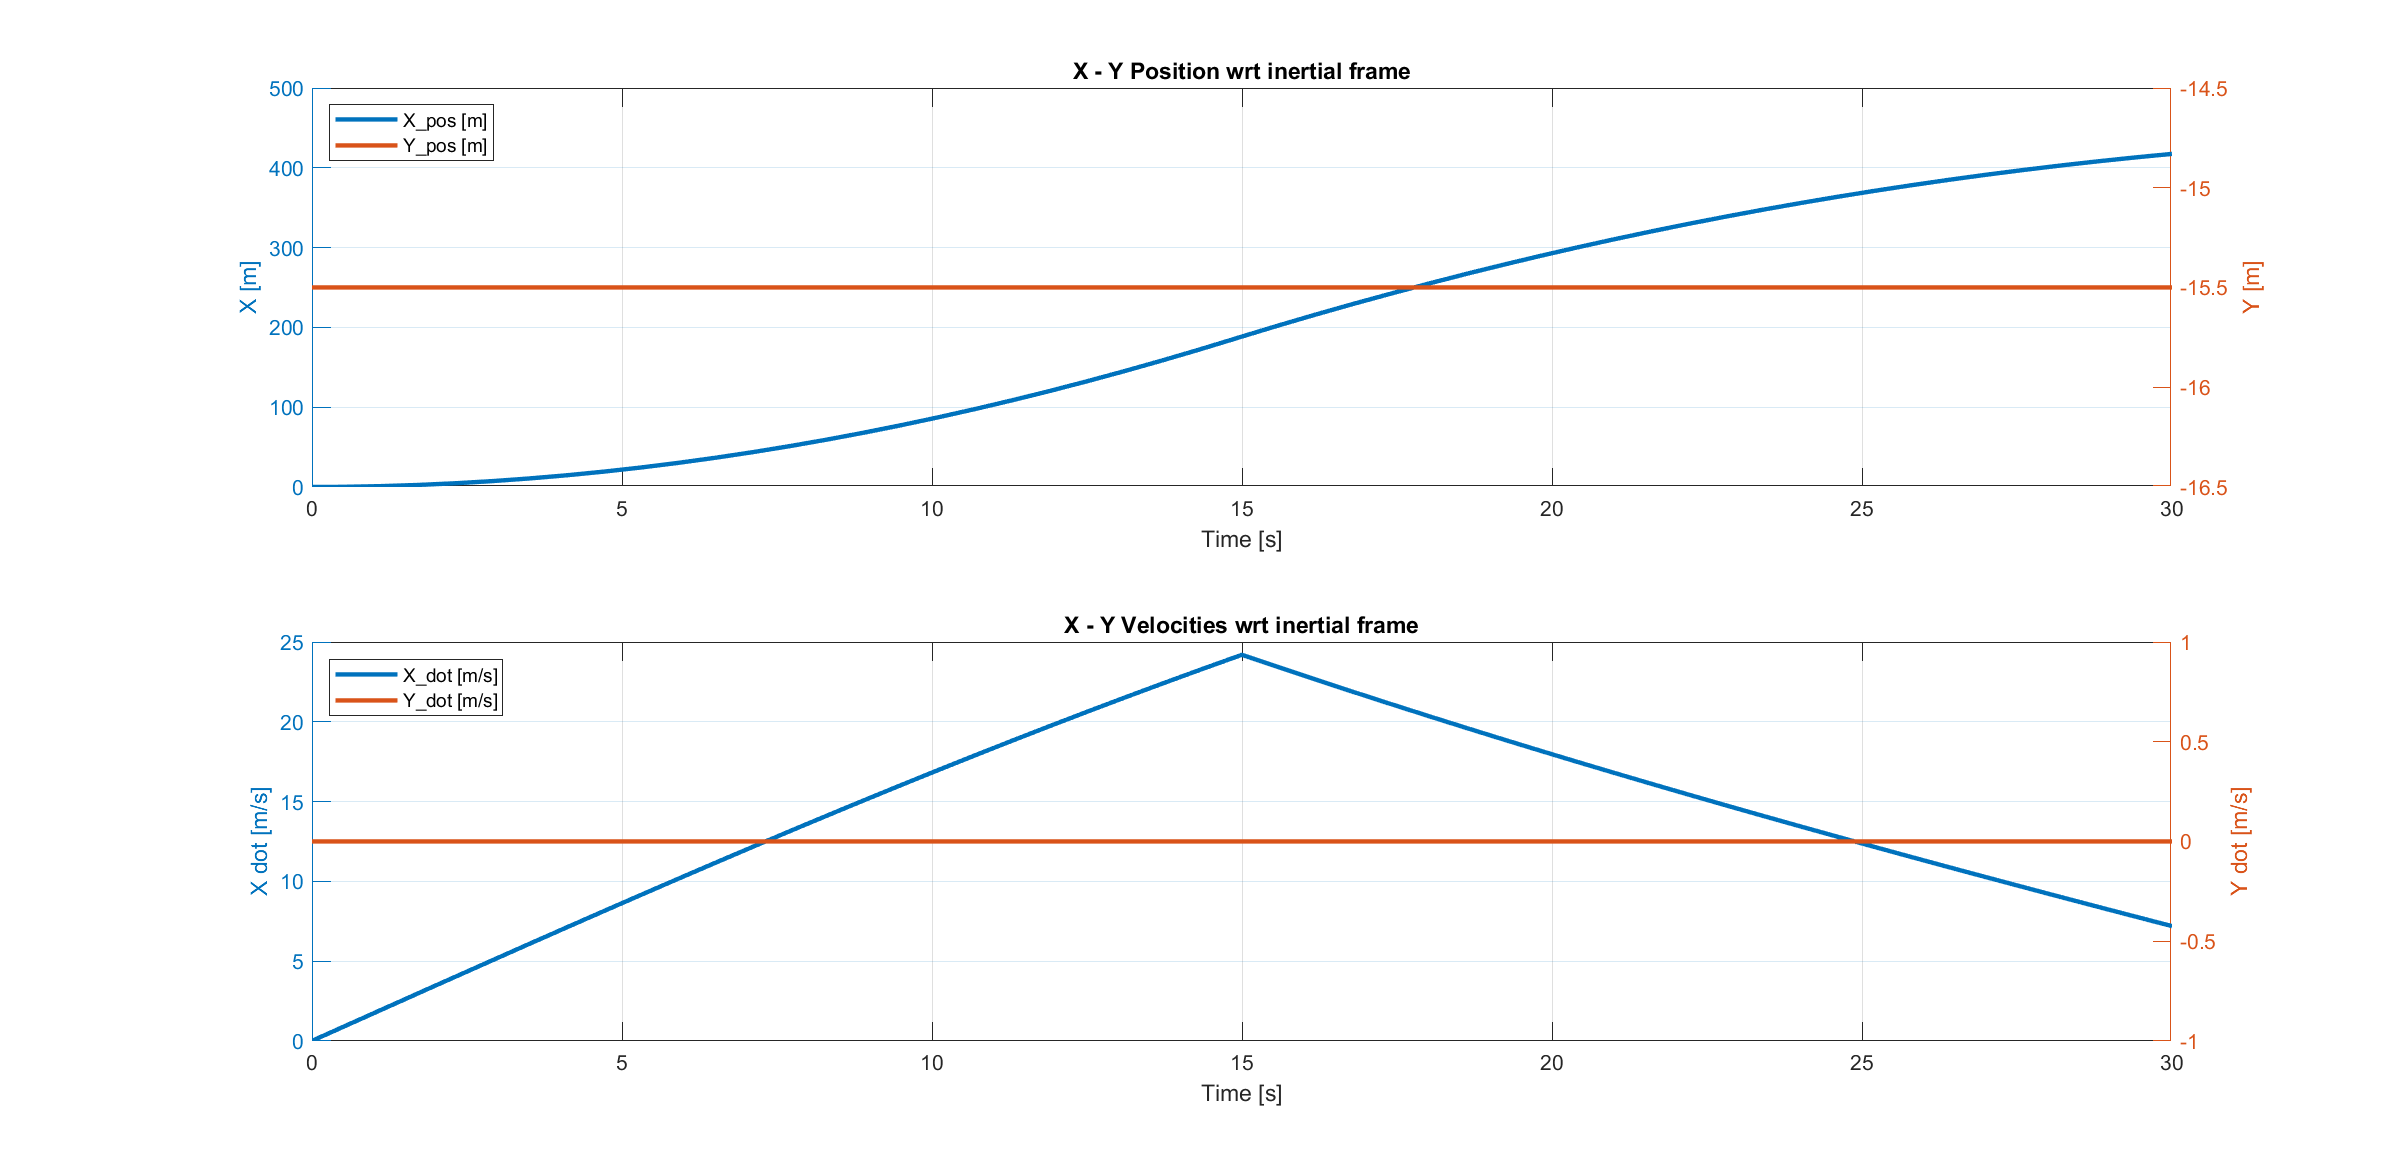 X - Y Position wrt inertial frame
500
400
300
200
100
0
X [m]
X_pos [m]
Y_pos [m]
-14.5
-15
-15.5
-16
-16.5
Y [m]
0 5 10 15 20 25 30
Time [s]
X - Y Velocities wrt inertial frame
25
20
15
10
5
0
X dot [m/s]
X_dot [m/s]
Y_dot [m/s]
1
0.5
0
-0.5
-1
Y dot [m/s]
0 5 10 15 20 25 30
Time [s]